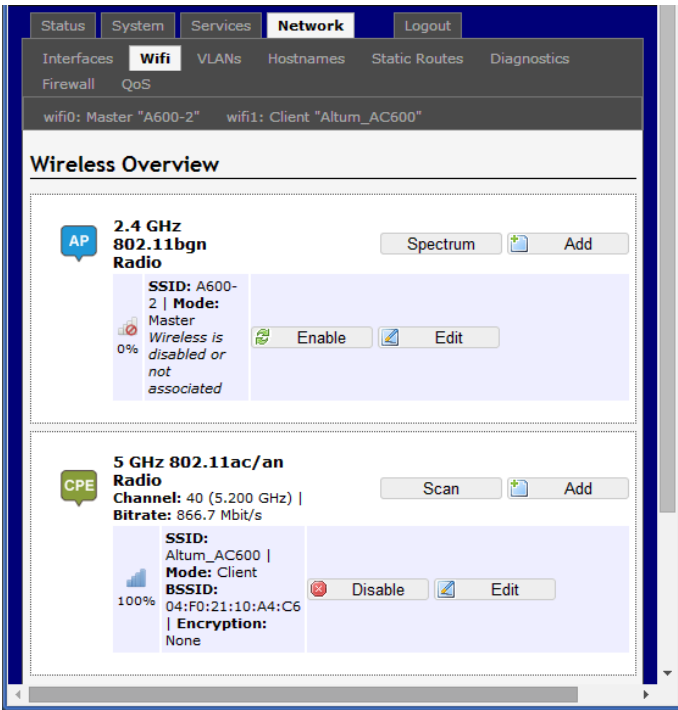 Status System Services Network Logout
Interfaces Wifi VLANs Hostnames Static Routes Diagnostics
Firewall QoS
wifi0: Master "A600-2" wifi1: Client "Altum_AC600"
Wireless Overview
AP
2.4 GHz
802.11bgn
Radio
Spectrum Add
0%
SSID: A600-
2 | Mode:
Master
Wireless is
disabled or
not
associated
Enable Edit
CPE
5 GHz 802.11ac/an
Radio
Channel: 40 (5.200 GHz) |
Bitrate: 866.7 Mbit/s
Scan Add
100%
SSID:
Altum_AC600 |
Mode: Client
BSSID:
04:F0:21:10:A4:C6
| Encryption:
None
Disable Edit